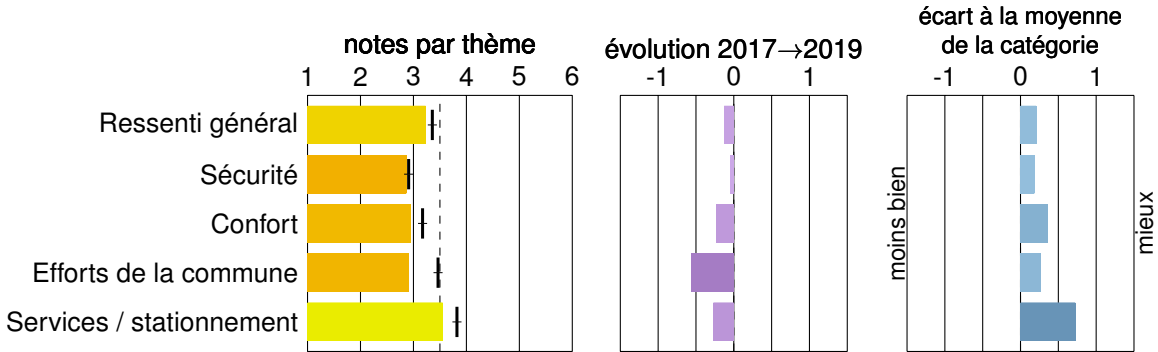 notes par thème
évolution 2017→2019
écart à la moyenne
de la catégorie
1 2 3 4 5 6
-1 0 1
-1 0 1
Ressenti général
Sécurité
Confort
Efforts de la commune
Services / stationnement
moins bien
mieux